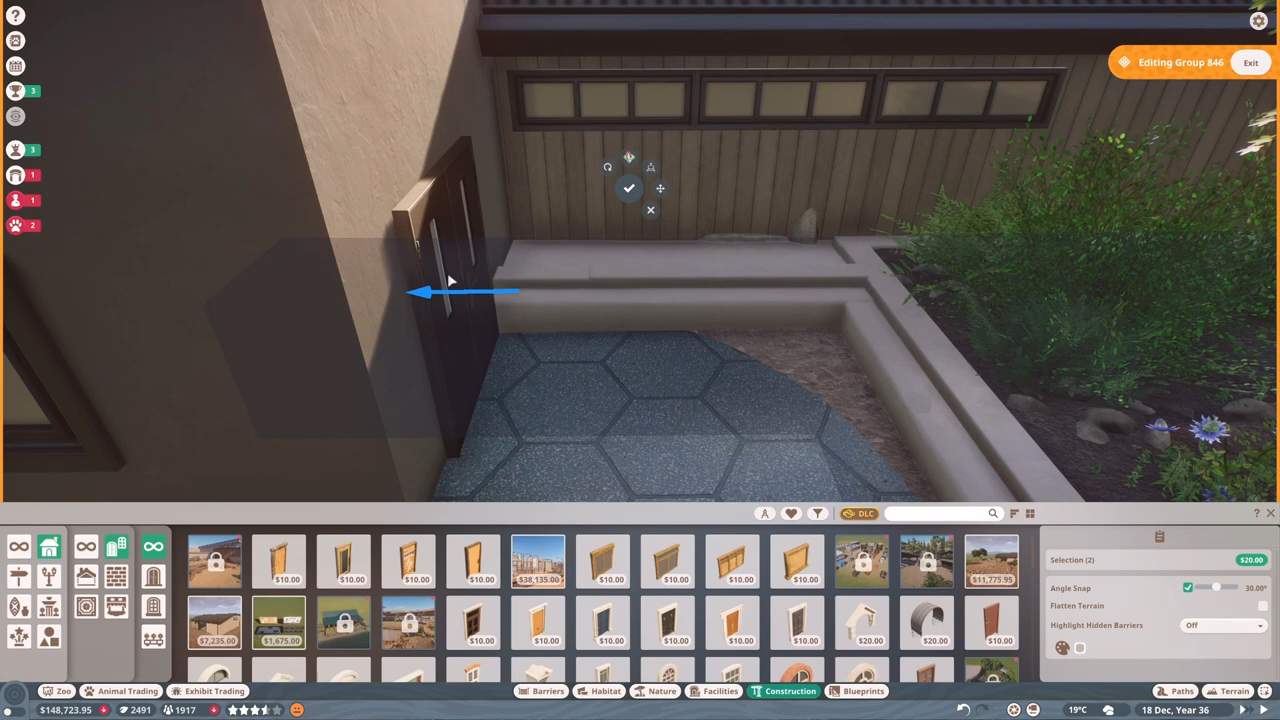 ?
Editing Group 846
Exit
3
3
1
1
2
DLC
?
$10.00
$10.00
$10.00
$10.00
$38,135.00
$10.00
$10.00
$10.00
$10.00
$11,775.95
$7,235.00
$1,675.00
$10.00
$10.00
$10.00
$10.00
$10.00
$10.00
$20.00
$20.00
$10.00
Selection (2)
$20.00
Angle Snap
30.00°
Flatten Terrain
Highlight Hidden Barriers
Off
Zoo
Animal Trading
Exhibit Trading
Barriers
Habitat
Nature
Facilities
Construction
Blueprints
Paths
Terrain
$148,723.95
2491
1917
19°C
18 Dec, Year 36